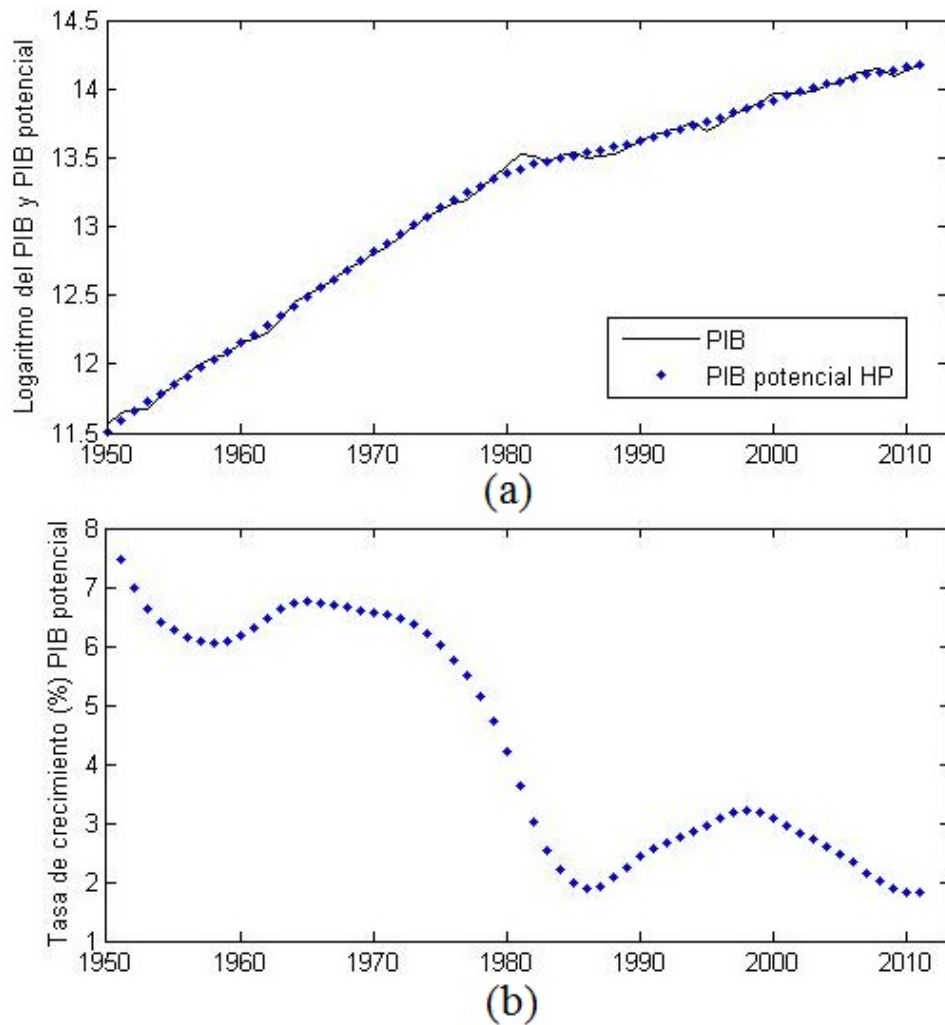 14.5
14
13.5
13
12.5
12
11.5
Logaritmo del PIB y PIB potencial
PIB
PIB potencial HP
1950 1960 1970 1980 1990 2000 2010
(a)
8
7
6
5
4
3
2
1
Tasa de crecimiento (%) PIB potencial
1950 1960 1970 1980 1990 2000 2010
(b)